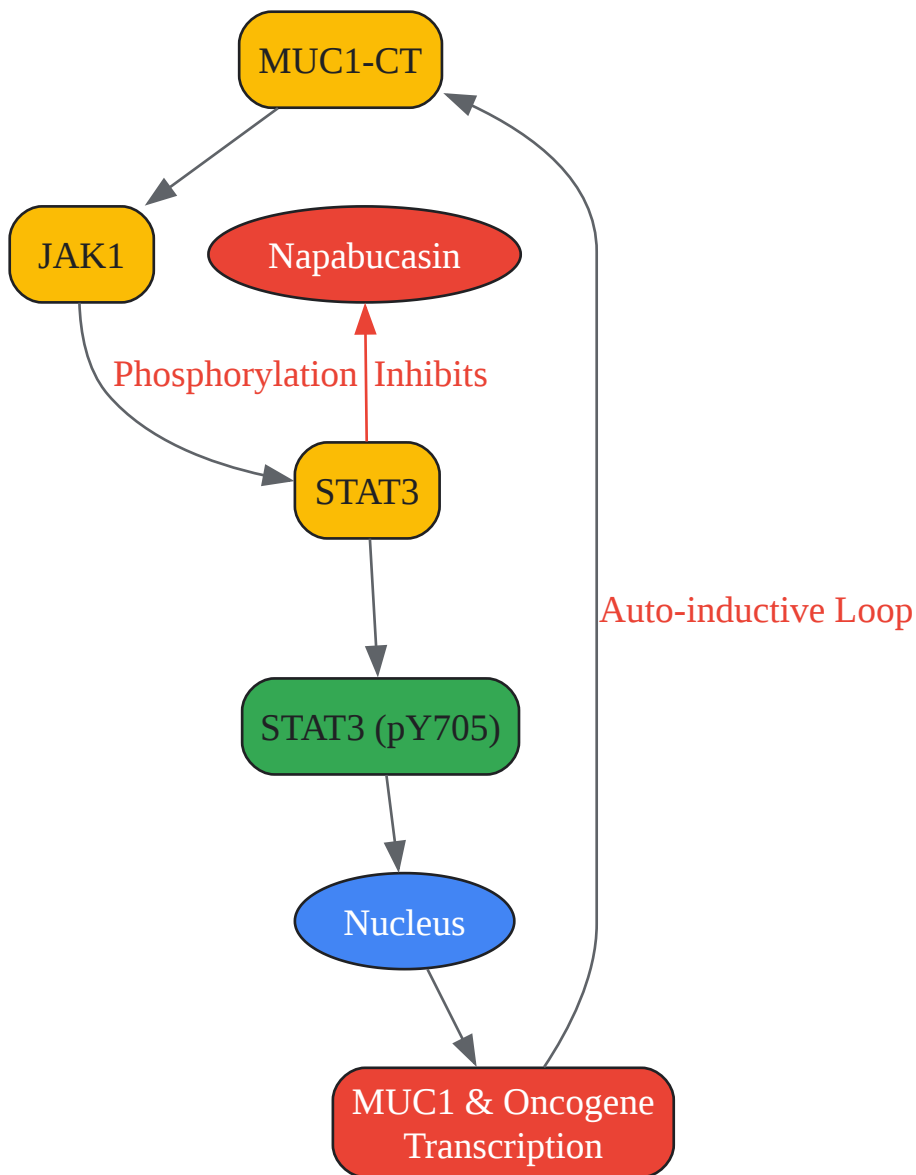 MUC1-CT
JAK1
Napabucasin
Phosphorylation
Inhibits
STAT3
Auto-inductive Loop
STAT3 (pY705)
Nucleus
MUC1 & Oncogene
Transcription